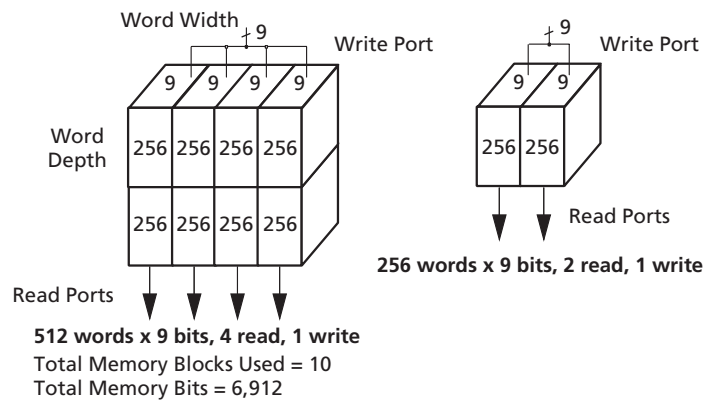 Word Width
9
Write Port
9 9 9 9
Word
Depth
256 256 256 256
256 256 256 256
Read Ports
512 words x 9 bits, 4 read, 1 write
Total Memory Blocks Used = 10
Total Memory Bits = 6,912
9
Write Port
9 9
256 256
Read Ports
256 words x 9 bits, 2 read, 1 write